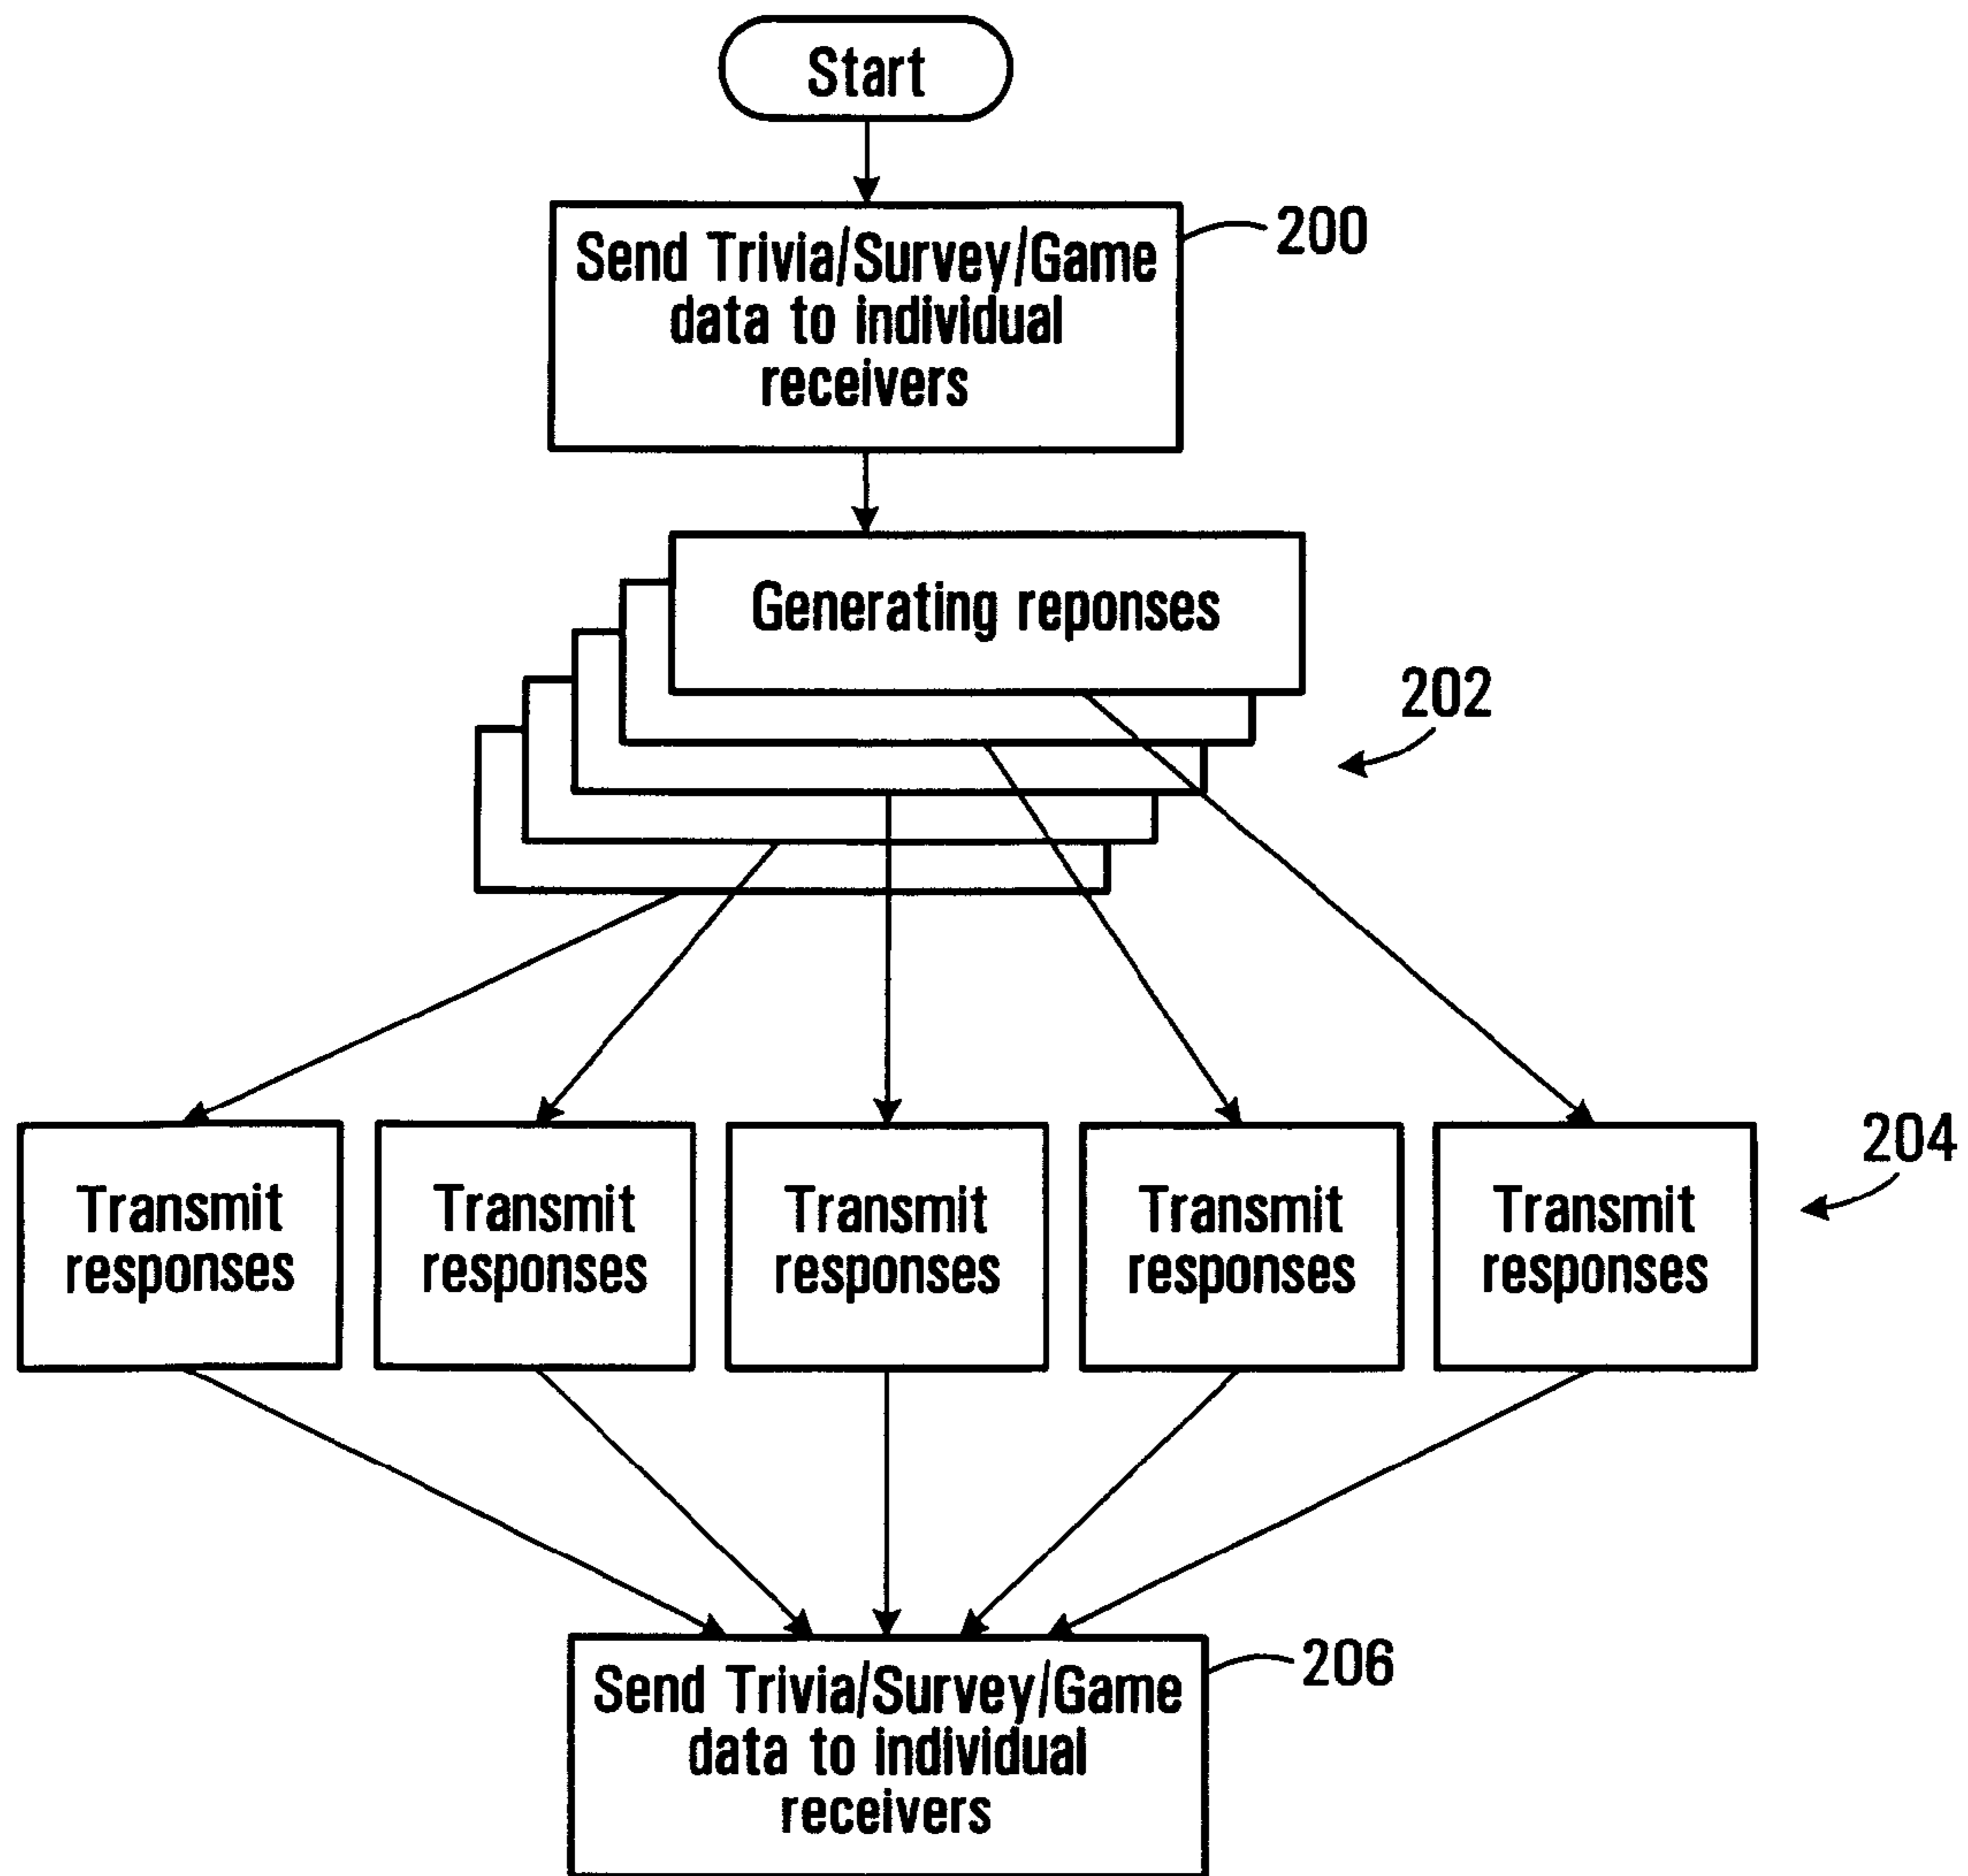 Start
Send Trivia/Survey/Game
data to individual
receivers
200
Generating reponses
202
204
Transmit
responses
Transmit
responses
Transmit
responses
Transmit
responses
Transmit
responses
Send Trivia/Survey/Game
data to individual
receivers
206